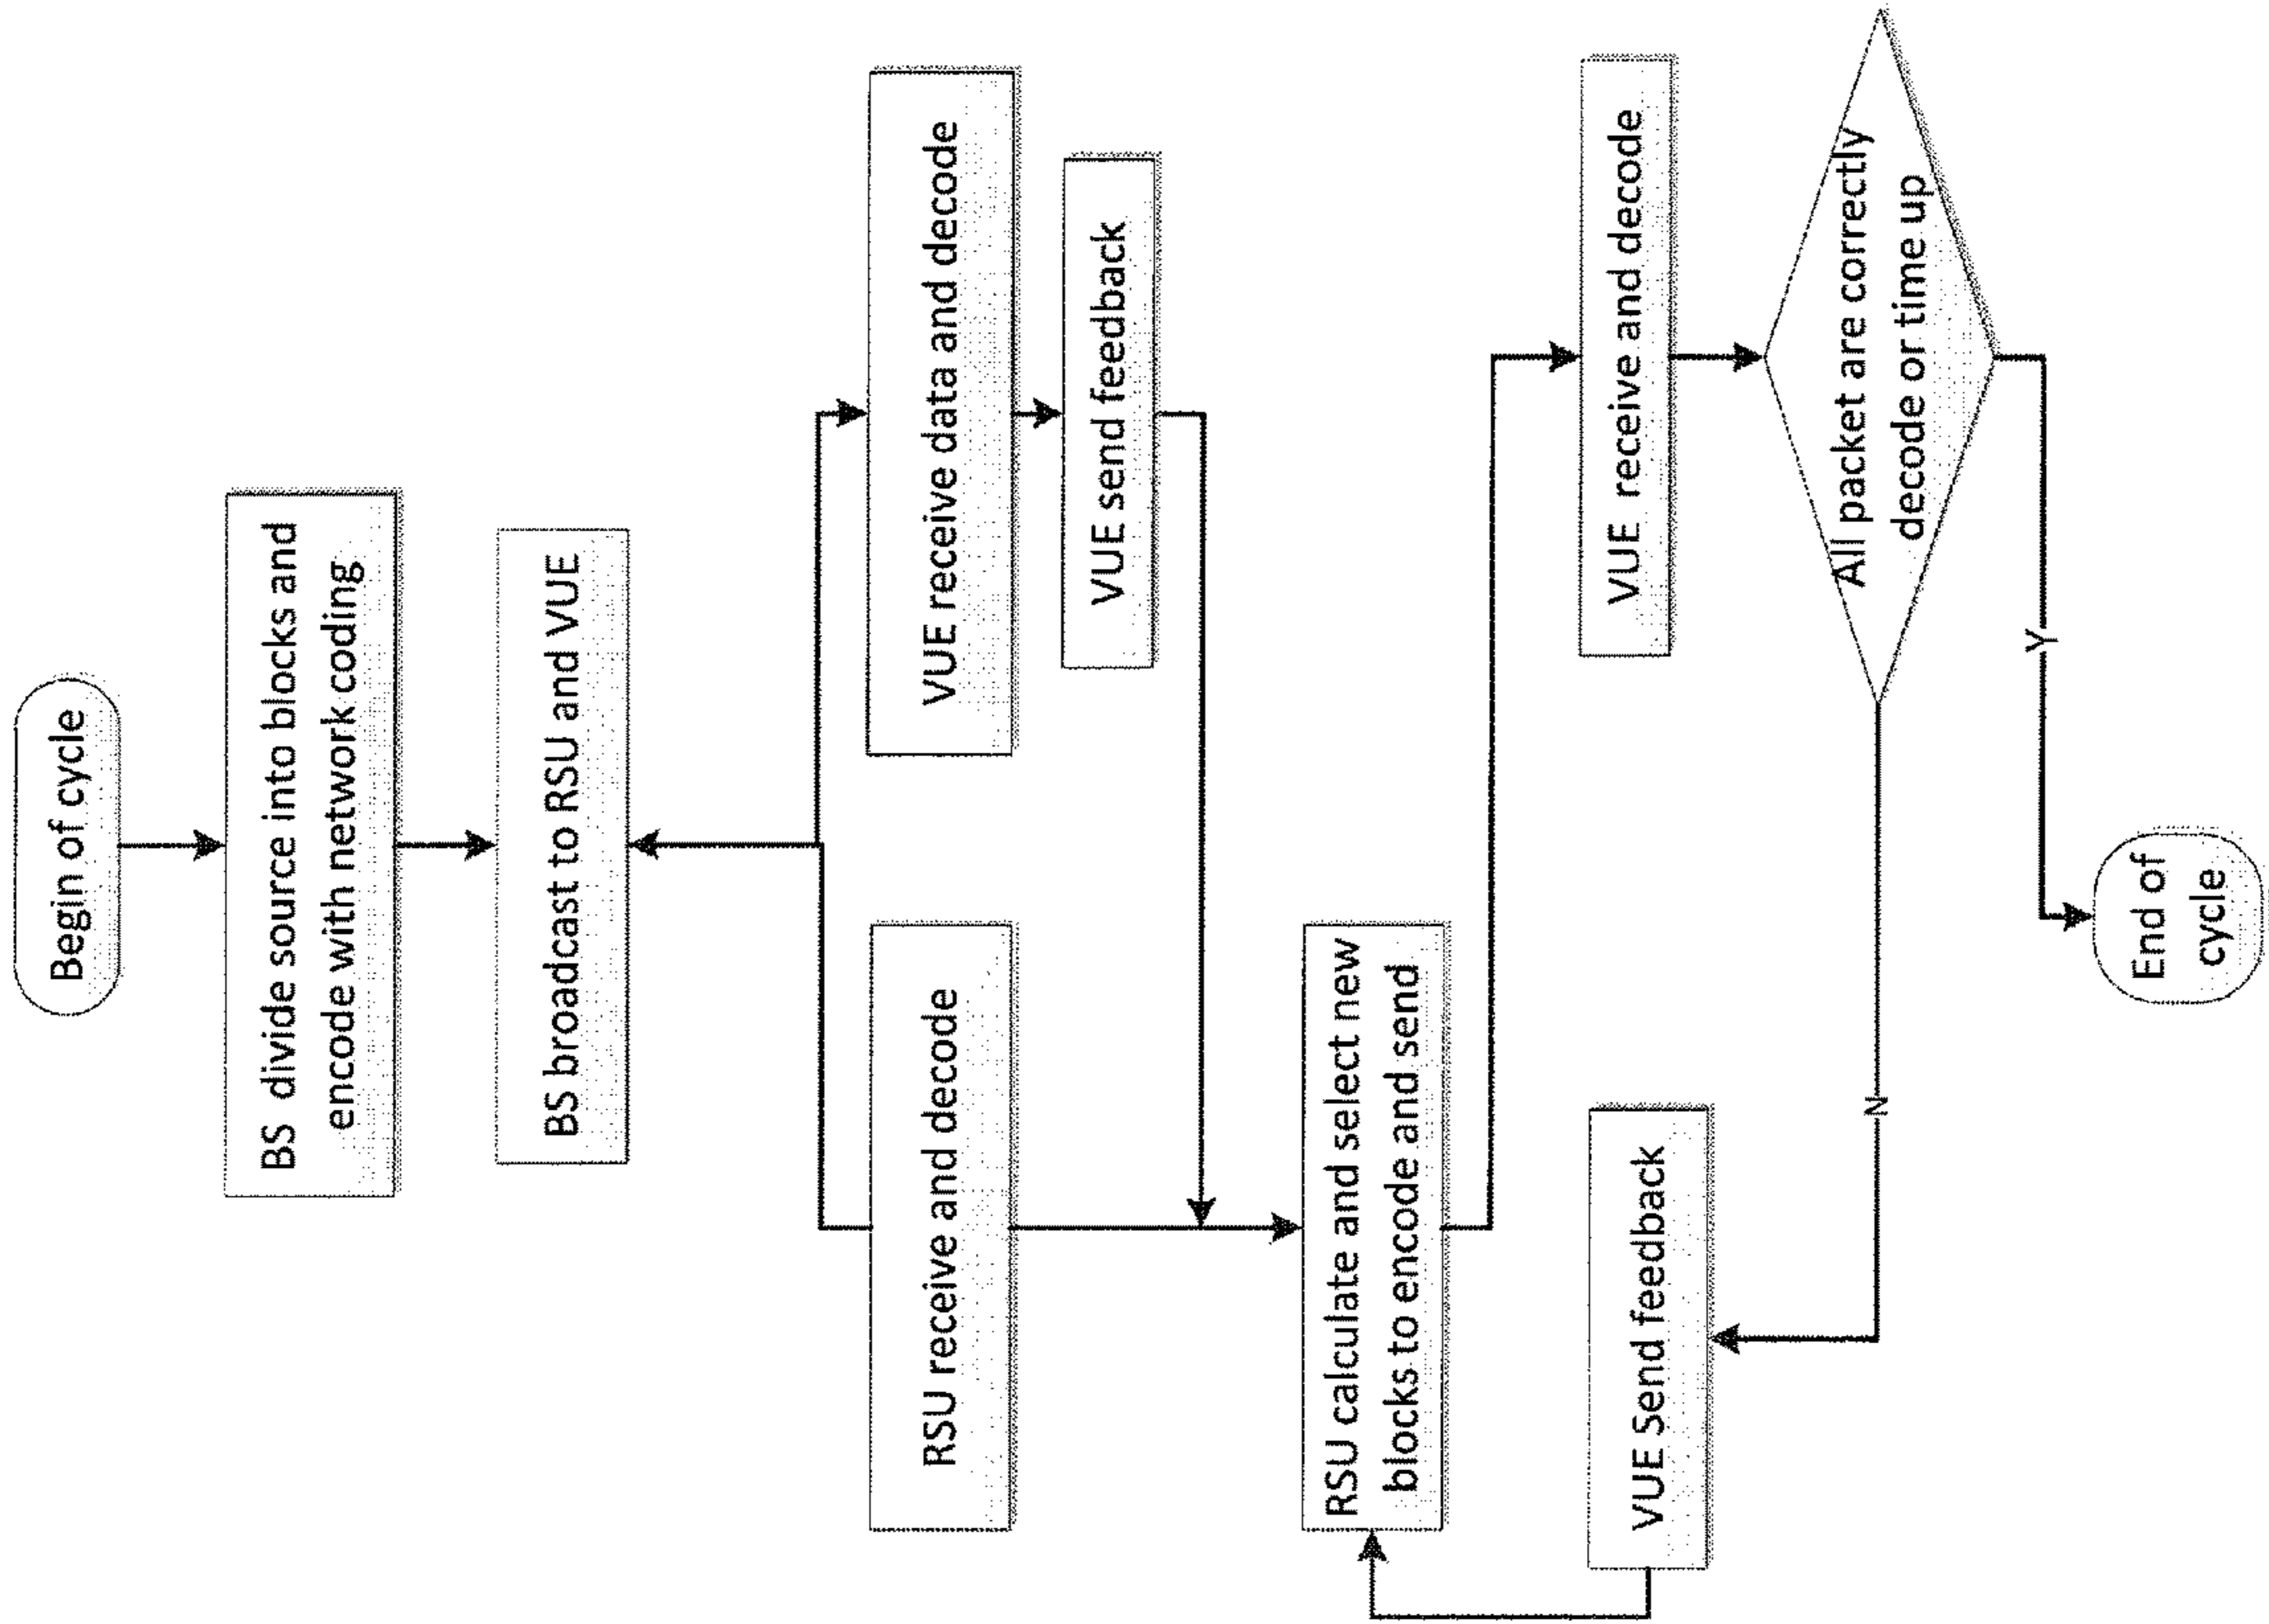 Begin of cycle
BS divide source into blocks and
encode with network coding
BS broadcast to RSU and VUE
RSU receive and decode
VUE receive data and decode
VUE send feedback
RSU calculate and select new
blocks to encode and send
VUE receive and decode
All packet are correctly
decode or time up
N
VUE Send feedback
Y
End of
cycle